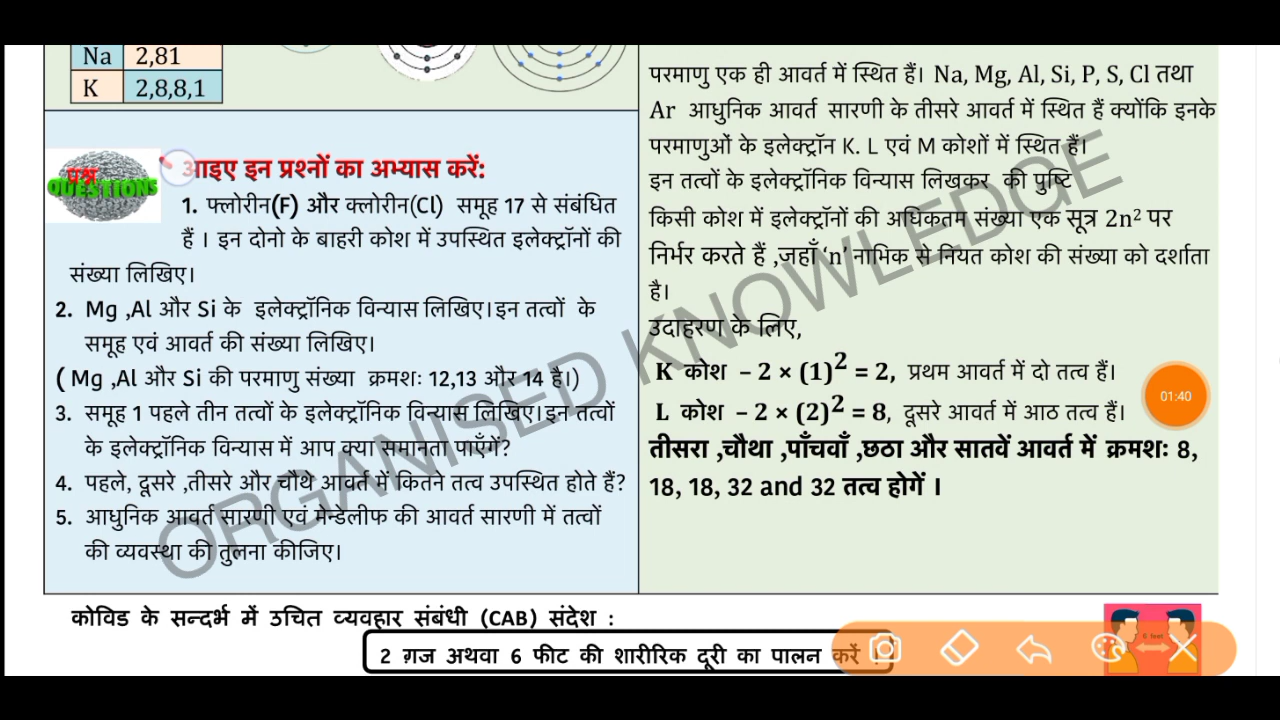 Na 2,81
K 2,8,8,1
प्रश्न
QUESTIONS
आइए इन प्रश्नों का अभ्यास करें:
1. फ्लोरीन(F) और क्लोरीन(Cl) समूह 17 से संबंधित
हैं । इन दोनो के बाहरी कोश में उपस्थित इलेक्ट्रॉनों की
संख्या लिखिए।
2. Mg ,Al और Si के इलेक्ट्रॉनिक विन्यास लिखिए।इन तत्वों के
समूह एवं आवर्त की संख्या लिखिए।
( Mg ,Al और Si की परमाणु संख्या क्रमशः 12,13 और 14 है।)
3. समूह 1 पहले तीन तत्वों के इलेक्ट्रॉनिक विन्यास लिखिए।इन तत्वों
के इलेक्ट्रॉनिक विन्यास में आप क्या समानता पाएँगें?
4. पहले, दूसरे ,तीसरे और चौथे आवर्त में कितने तत्व उपस्थित होते हैं?
5. आधुनिक आवर्त सारणी एवं मेन्डेलीफ की आवर्त सारणी में तत्वों
की व्यवस्था की तुलना कीजिए।
परमाणु एक ही आवर्त में स्थित हैं। Na, Mg, Al, Si, P, S, Cl तथा
Ar आधुनिक आवर्त सारणी के तीसरे आवर्त में स्थित हैं क्योंकि इनके
परमाणुओं के इलेक्ट्रॉन K. L एवं M कोशों में स्थित हैं।
इन तत्वों के इलेक्ट्रॉनिक विन्यास लिखकर की पुष्टि
किसी कोश में इलेक्ट्रॉनों की अधिकतम संख्या एक सूत्र 2n² पर
निर्भर करते हैं ,जहाँ ‘n’ नाभिक से नियत कोश की संख्या को दर्शाता
है।
उदाहरण के लिए,
K कोश – 2 × (1)² = 2, प्रथम आवर्त में दो तत्व हैं।
L कोश – 2 × (2)² = 8, दूसरे आवर्त में आठ तत्व हैं।
तीसरा ,चौथा ,पाँचवाँ ,छठा और सातवें आवर्त में क्रमशः 8,
18, 18, 32 and 32 तत्व होगें ।
ORGANISED KNOWLEDGE
01:40
कोविड के सन्दर्भ में उचित व्यवहार संबंधी (CAB) संदेश :
2 ग़ज अथवा 6 फीट की शारीरिक दूरी का पालन करें ।
6 feet